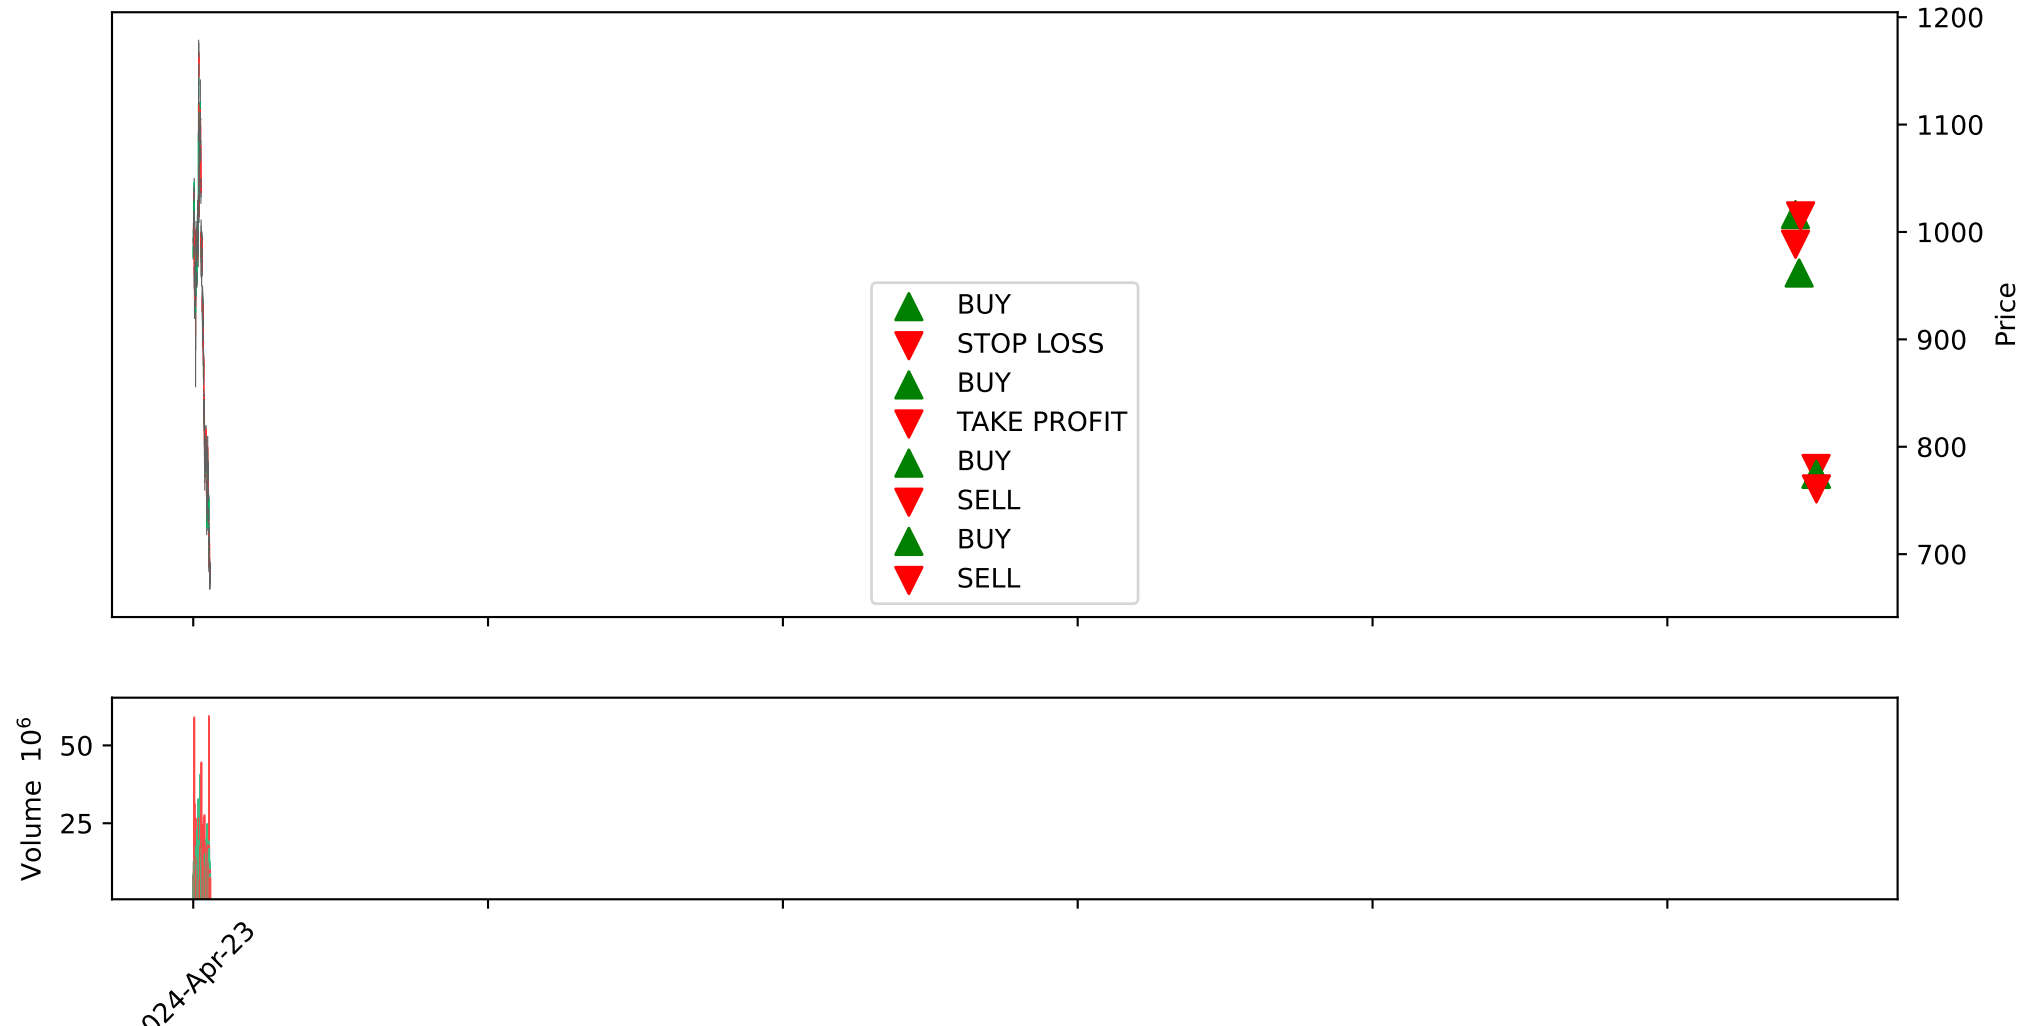 1200
1100
1000
900
800
700
Price
BUY
STOP LOSS
BUY
TAKE PROFIT
BUY
SELL
BUY
SELL
Volume 10^6
50
25
024-Apr-23